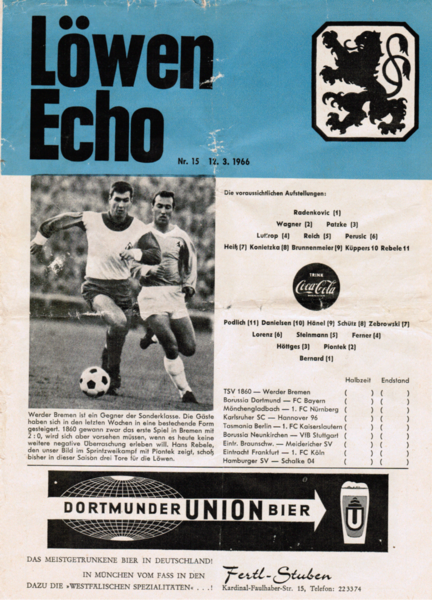 Löwen
Echo
Nr. 15 12. 3. 1966
Die voraussichtlichen Aufstellungen:
Radenkovic (1)
Wagner (2) Patzke (3)
Luttrop (4) Reich (5) Perusic (6)
Heiß (7) Konietzka (8) Brunnenmeier (9) Küppers 10 Rebele 11
DRINK
Coca-Cola
Podlich (11) Danielsen (10) Hänel (9) Schütz (8) Zebrowski (7)
Lorenz (6) Steinmann (5) Ferner (4)
Höttges (3) Piontek (2)
Bernard (1)
Werder Bremen ist ein Gegner der Sonderklasse. Die Gäste
haben sich in den letzten Wochen in eine bestechende Form
gesteigert. 1860 gewann zwar das erste Spiel in Bremen mit
2 : 0, wird sich aber vorsehen müssen, wenn es heute keine
weitere negative Überraschung erleben will. Hans Rebele,
den unser Bild im Sprintzweikampf mit Piontek zeigt, schoß
bisher in dieser Saison drei Tore für die Löwen.
Halbzeit Endstand
TSV 1860 — Werder Bremen ( ) ( )
Borussia Dortmund — FC Bayern ( ) ( )
Mönchengladbach — 1. FC Nürnberg ( ) ( )
Karlsruher SC — Hannover 96 ( ) ( )
Tasmania Berlin — 1. FC Kaiserslautern ( ) ( )
Borussia Neunkirchen — VfB Stuttgart ( ) ( )
Eintr. Braunschw. — Meidericher SV ( ) ( )
Eintracht Frankfurt — 1. FC Köln ( ) ( )
Hamburger SV — Schalke 04 ( ) ( )
DORTMUNDER UNION BIER
U
DAS MEISTGETRUNKENE BIER IN DEUTSCHLAND!
IN MÜNCHEN VOM FASS IN DEN
DAZU DIE »WESTFALISCHEN SPEZIALITATEN« . . . !
Fertl-Stuben
Kardinal-Faulhaber-Str. 15, Telefon: 223374